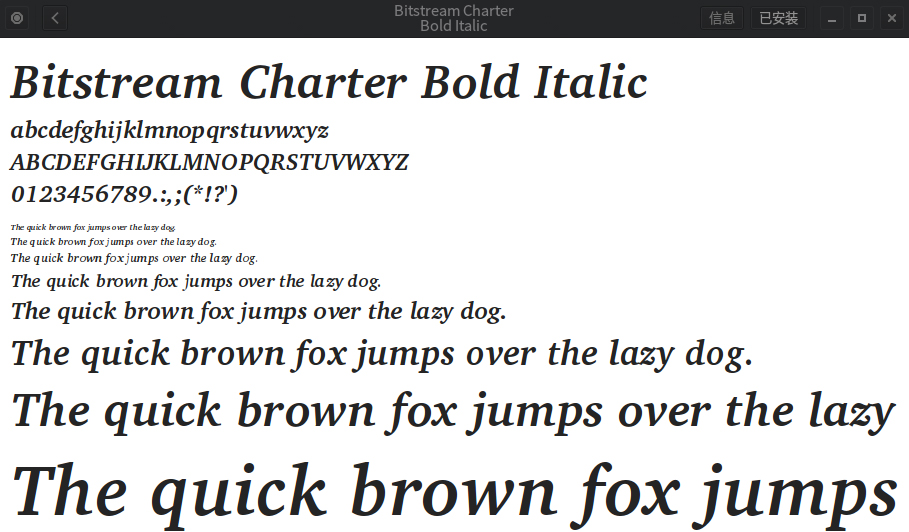 Bitstream Charter
Bold Italic
信息
已安装
Bitstream Charter Bold Italic
abcdefghijklmnopqrstuvwxyz
ABCDEFGHIJKLMNOPQRSTUVWXYZ
0123456789.:,;(*!?')
The quick brown fox jumps over the lazy dog.
The quick brown fox jumps over the lazy dog.
The quick brown fox jumps over the lazy dog.
The quick brown fox jumps over the lazy dog.
The quick brown fox jumps over the lazy dog.
The quick brown fox jumps over the lazy dog.
The quick brown fox jumps over the lazy
The quick brown fox jumps